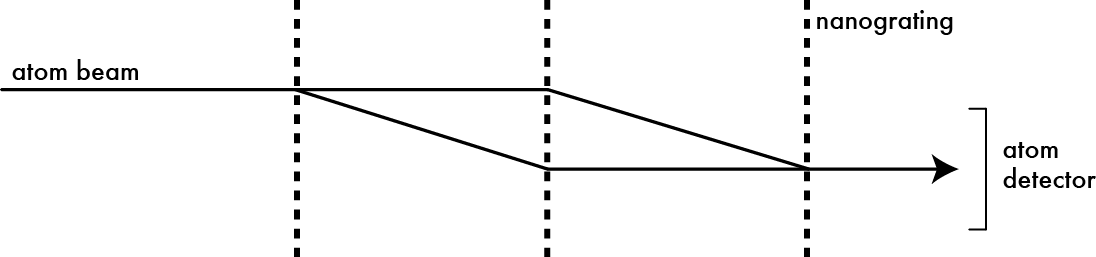 nanograting
atom beam
atom
detector